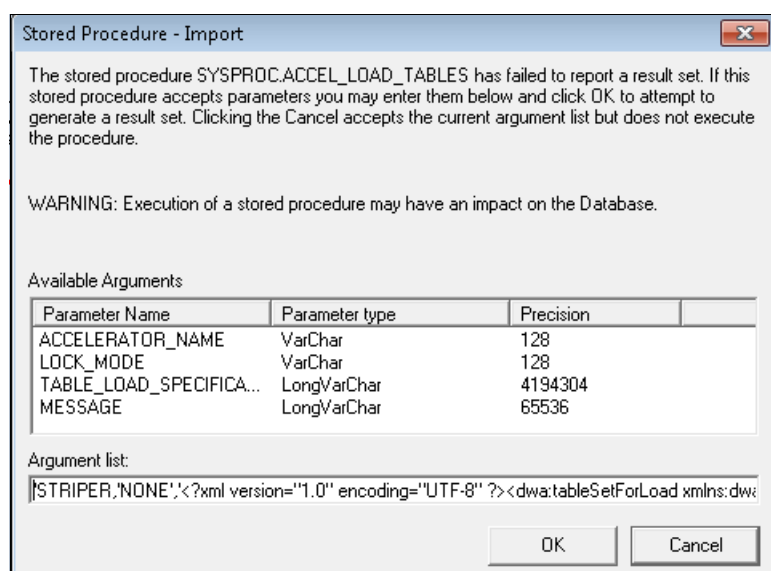 Stored Procedure - Import
The stored procedure SYSPROC.ACCEL_LOAD_TABLES has failed to report a result set. If this
stored procedure accepts parameters you may enter them below and click OK to attempt to
generate a result set. Clicking the Cancel accepts the current argument list but does not execute
the procedure.
WARNING: Execution of a stored procedure may have an impact on the Database.
Available Arguments
Parameter Name Parameter type Precision
ACCELERATOR_NAME VarChar 128
LOCK_MODE VarChar 128
TABLE_LOAD_SPECIFICA... LongVarChar 4194304
MESSAGE LongVarChar 65536
Argument list:
'STRIPER,'NONE','<?xml version="1.0" encoding="UTF-8" ?><dwa:tableSetForLoad xmlns:dwa
OK Cancel